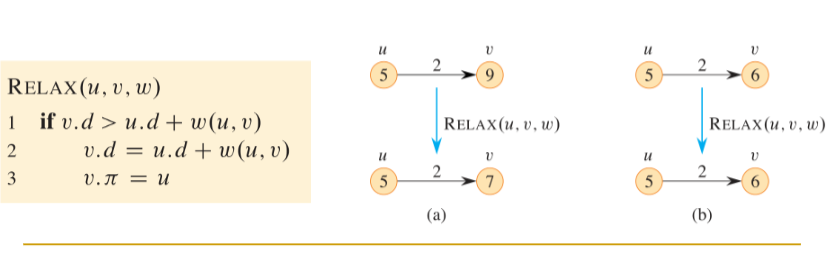 RELAX(u, v, w)
1 if v.d > u.d + w(u, v)
2 v.d = u.d + w(u, v)
3 v.π = u
u v
5 2 9
RELAX(u, v, w)
u v
5 2 7
(a)
u v
5 2 6
RELAX(u, v, w)
u v
5 2 6
(b)